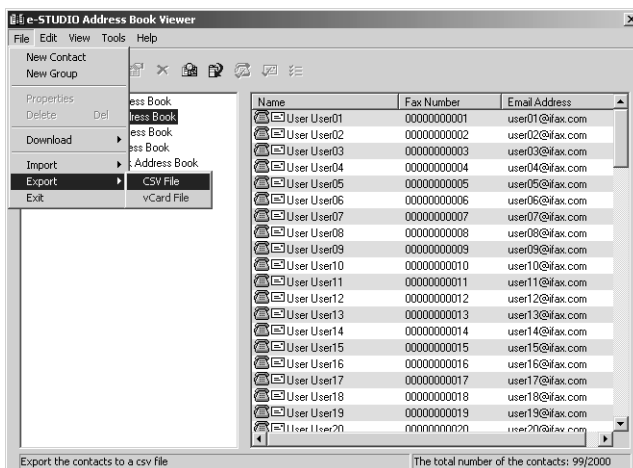 e-STUDIO Address Book Viewer
File Edit View Tools Help
New Contact
New Group
Properties
Delete Del
Download
Import
Export
Exit
CSV File
vCard File
ess Book
ress Book
ess Book
ess Book
Address Book
Name Fax Number Email Address
User User01 00000000001 user01@ifax.com
User User02 00000000002 user02@ifax.com
User User03 00000000003 user03@ifax.com
User User04 00000000004 user04@ifax.com
User User05 00000000005 user05@ifax.com
User User06 00000000006 user06@ifax.com
User User07 00000000007 user07@ifax.com
User User08 00000000008 user08@ifax.com
User User09 00000000009 user09@ifax.com
User User10 00000000010 user10@ifax.com
User User11 00000000011 user11@ifax.com
User User12 00000000012 user12@ifax.com
User User13 00000000013 user13@ifax.com
User User14 00000000014 user14@ifax.com
User User15 00000000015 user15@ifax.com
User User16 00000000016 user16@ifax.com
User User17 00000000017 user17@ifax.com
User User18 00000000018 user18@ifax.com
User User19 00000000019 user19@ifax.com
User User20 00000000020 user20@ifax.com
Export the contacts to a csv file
The total number of the contacts: 99/2000